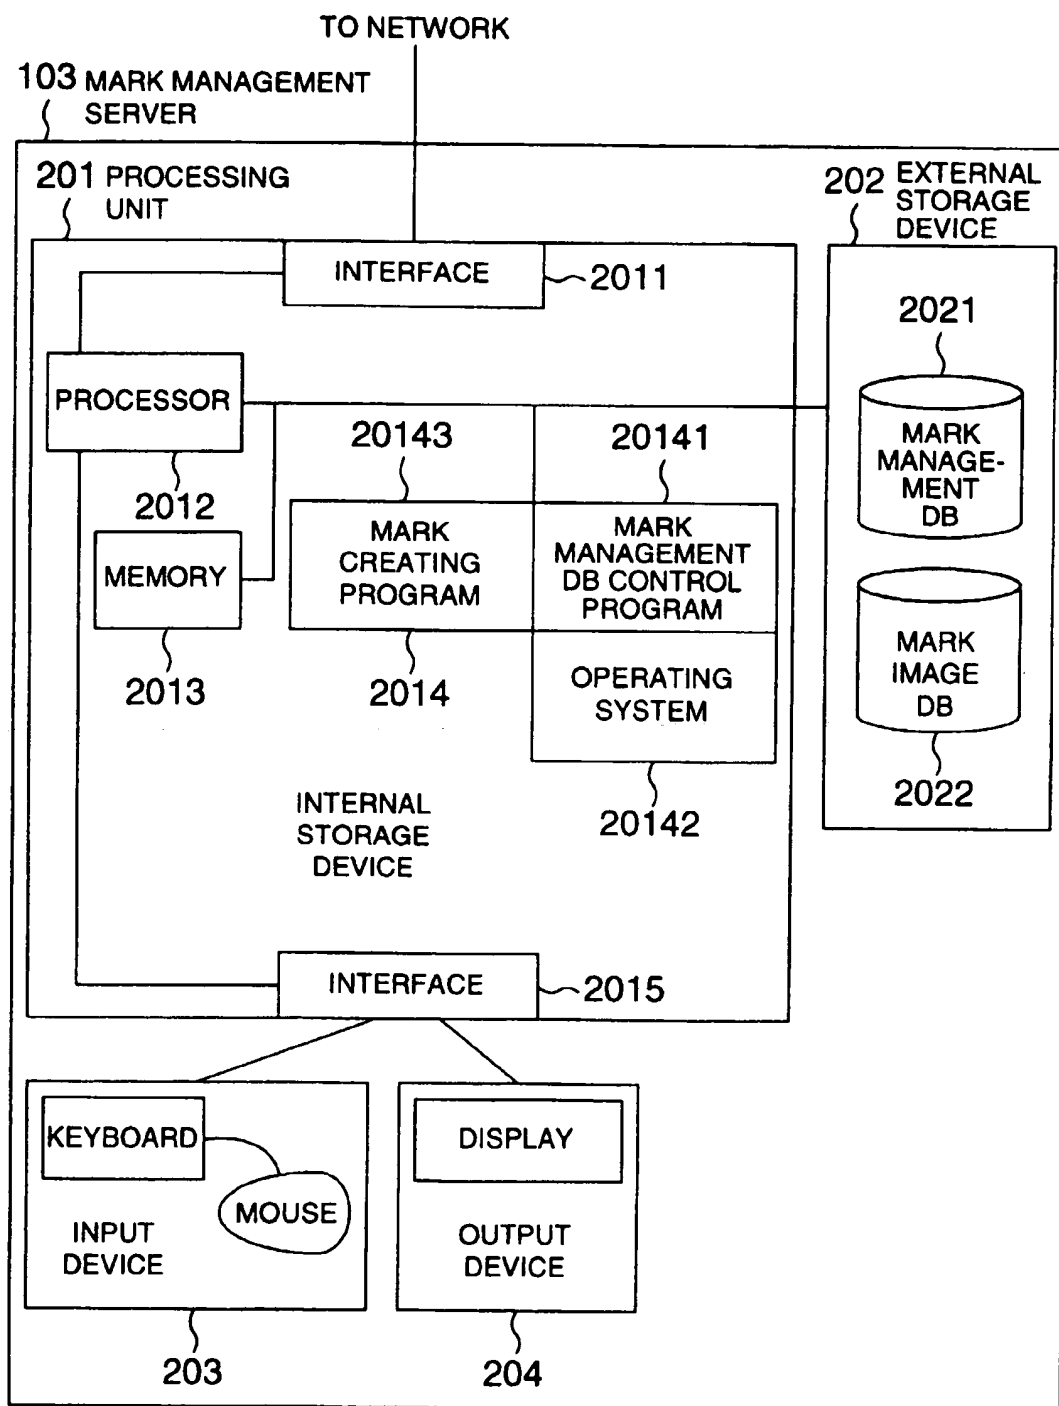 TO NETWORK
103 MARK MANAGEMENT
SERVER
201 PROCESSING
UNIT
202 EXTERNAL
STORAGE
DEVICE
INTERFACE
2011
2021
PROCESSOR
2012
20143
20141
MARK
MANAGE-
MENT
DB
MEMORY
2013
MARK
CREATING
PROGRAM
2014
MARK
MANAGEMENT
DB CONTROL
PROGRAM
OPERATING
SYSTEM
20142
MARK
IMAGE
DB
2022
INTERNAL
STORAGE
DEVICE
INTERFACE
2015
KEYBOARD
MOUSE
INPUT
DEVICE
203
DISPLAY
OUTPUT
DEVICE
204